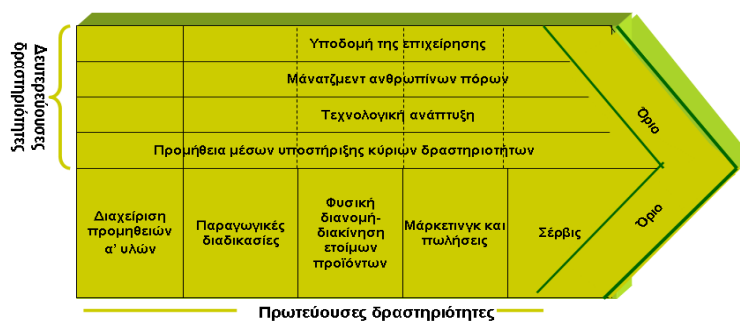 Δευτερεύουσες
δραστηριότητες
Υποδομή της επιχείρησης
Μάνατζμεντ ανθρωπίνων πόρων
Τεχνολογική ανάπτυξη
Προμήθεια μέσων υποστήριξης κύριων δραστηριοτήτων
Όριο
Διαχείριση
προμηθειών
α' υλών
Παραγωγικές
διαδικασίες
Φυσική
διανομή-
διακίνηση
ετοίμων
προϊόντων
Μάρκετινγκ και
πωλήσεις
Σέρβις
Όριο
Πρωτεύουσες δραστηριότητες